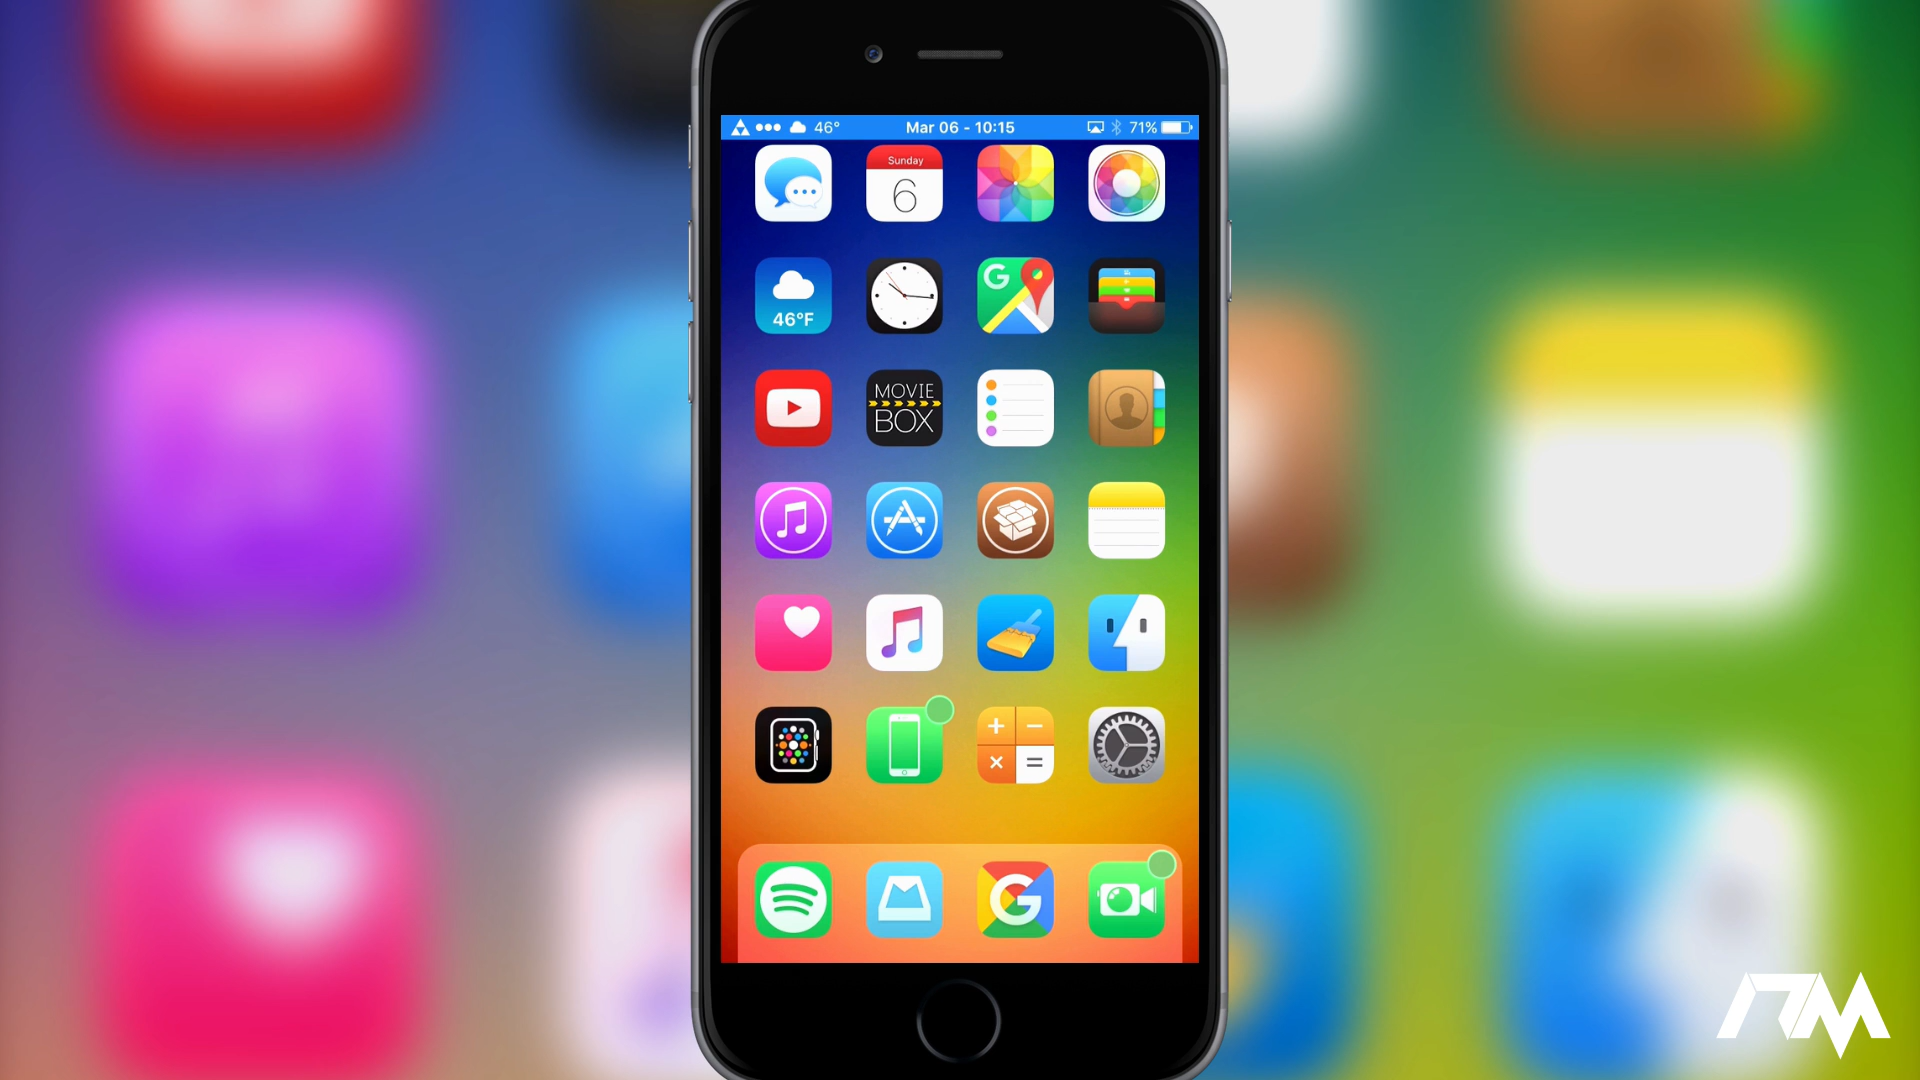 46° Mar 06 - 10:15 71%
Sunday
6
G
46°F
MOVIE
BOX
+ −
× =
G